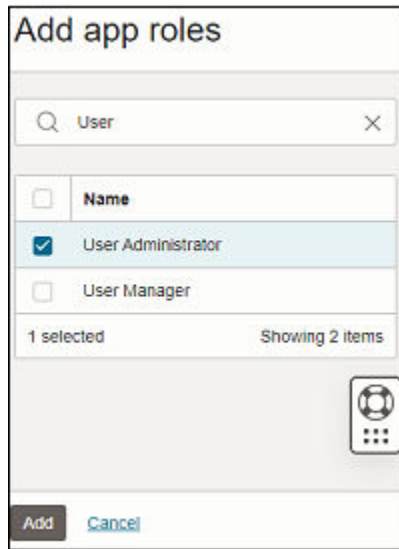 Add app roles
User
Name
User Administrator
User Manager
1 selected Showing 2 items
Add Cancel